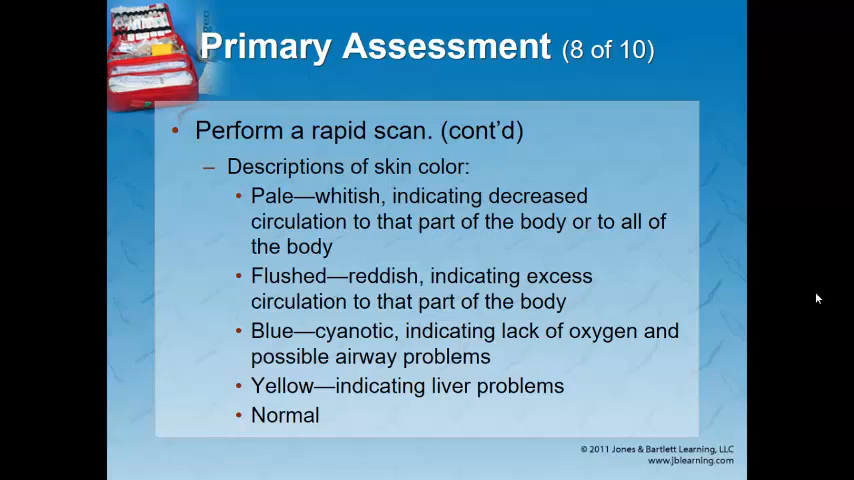 Primary Assessment (8 of 10)
• Perform a rapid scan. (cont’d)
– Descriptions of skin color:
• Pale—whitish, indicating decreased
circulation to that part of the body or to all of
the body
• Flushed—reddish, indicating excess
circulation to that part of the body
• Blue—cyanotic, indicating lack of oxygen and
possible airway problems
• Yellow—indicating liver problems
• Normal
© 2011 Jones & Bartlett Learning, LLC
www.jblearning.com